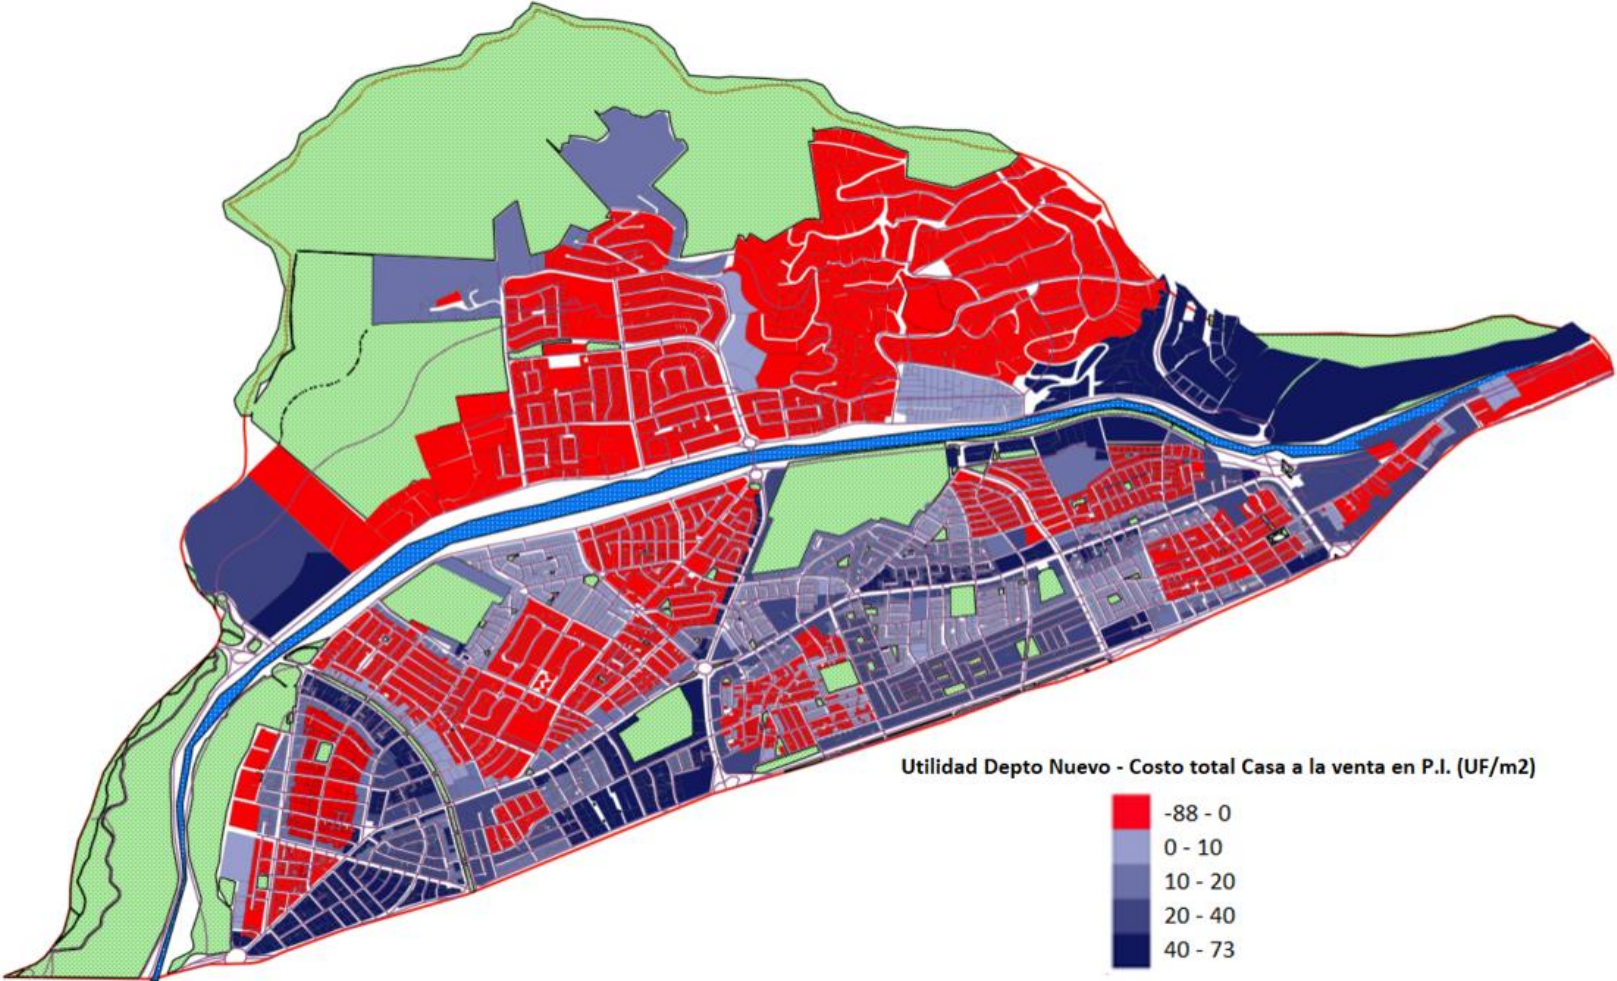 Utilidad Depto Nuevo - Costo total Casa a la venta en P.I. (UF/m2)
-88 - 0
0 - 10
10 - 20
20 - 40
40 - 73